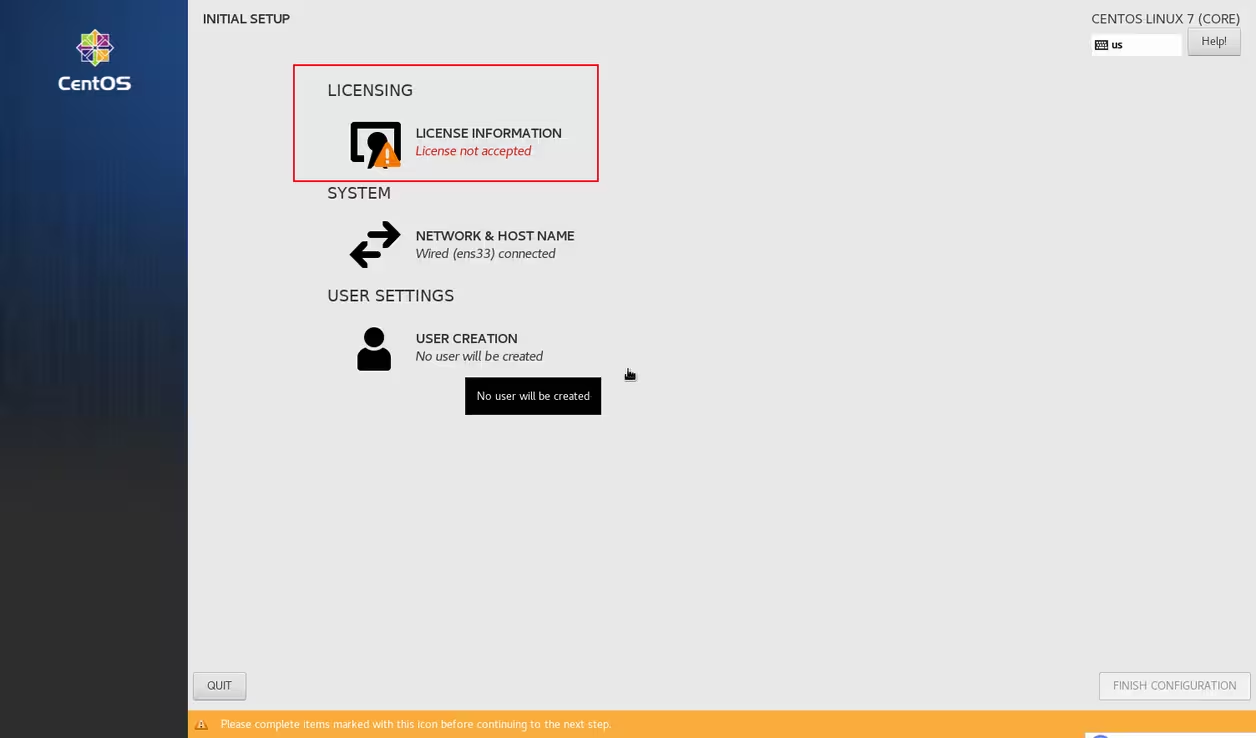 INITIAL SETUP
CENTOS LINUX 7 (CORE)
us
Help!
CentOS
LICENSING
LICENSE INFORMATION
License not accepted
SYSTEM
NETWORK & HOST NAME
Wired (ens33) connected
USER SETTINGS
USER CREATION
No user will be created
No user will be created
QUIT
FINISH CONFIGURATION
Please complete items marked with this icon before continuing to the next step.